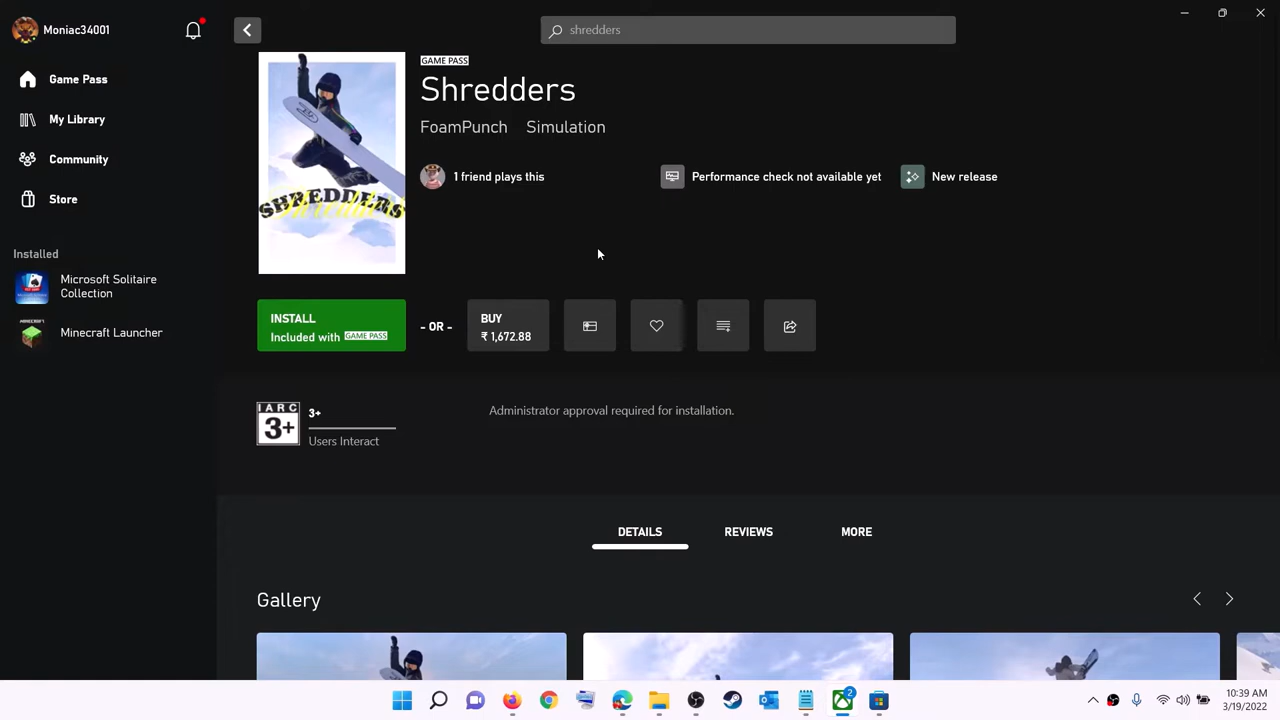 Moniac34001
shredders
Game Pass
My Library
Community
Store
Installed
Microsoft Solitaire
Collection
Minecraft Launcher
GAME PASS
Shredders
FoamPunch Simulation
1 friend plays this
Performance check not available yet
New release
SHREDDERS
Shredders
INSTALL
Included with GAME PASS
- OR -
BUY
₹ 1,672.88
IARC
3+
3+
Users Interact
Administrator approval required for installation.
DETAILS
REVIEWS
MORE
Gallery
2
10:39 AM
3/19/2022